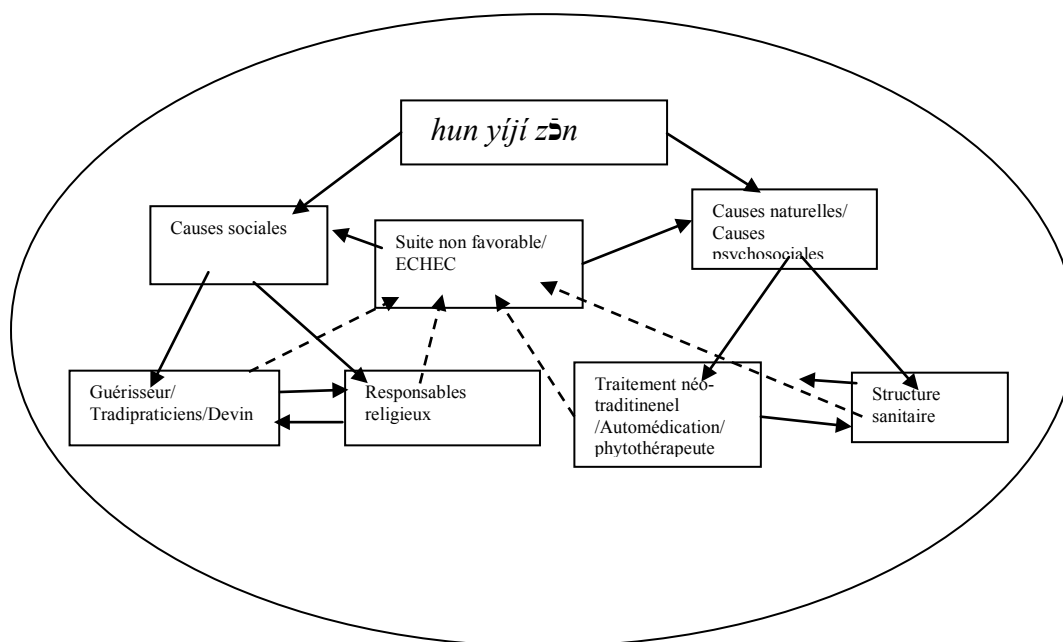 hun yíjí zɔ̄n
Causes sociales
Suite non favorable/
ECHEC
Causes naturelles/
Causes
psychosociales
Guérisseur/
Tradipraticiens/Devin
Responsables
religieux
Traitement néo-
traditinenel
/Automédication/
phytothérapeute
Structure
sanitaire